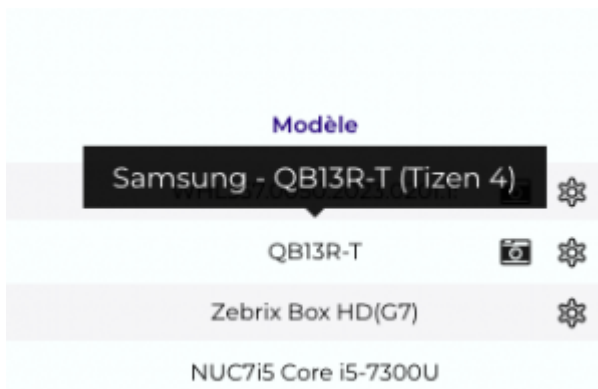 Modèle
Samsung - QB13R-T (Tizen 4)
QB13R-T
Zebrix Box HD(G7)
NUC7i5 Core i5-7300U